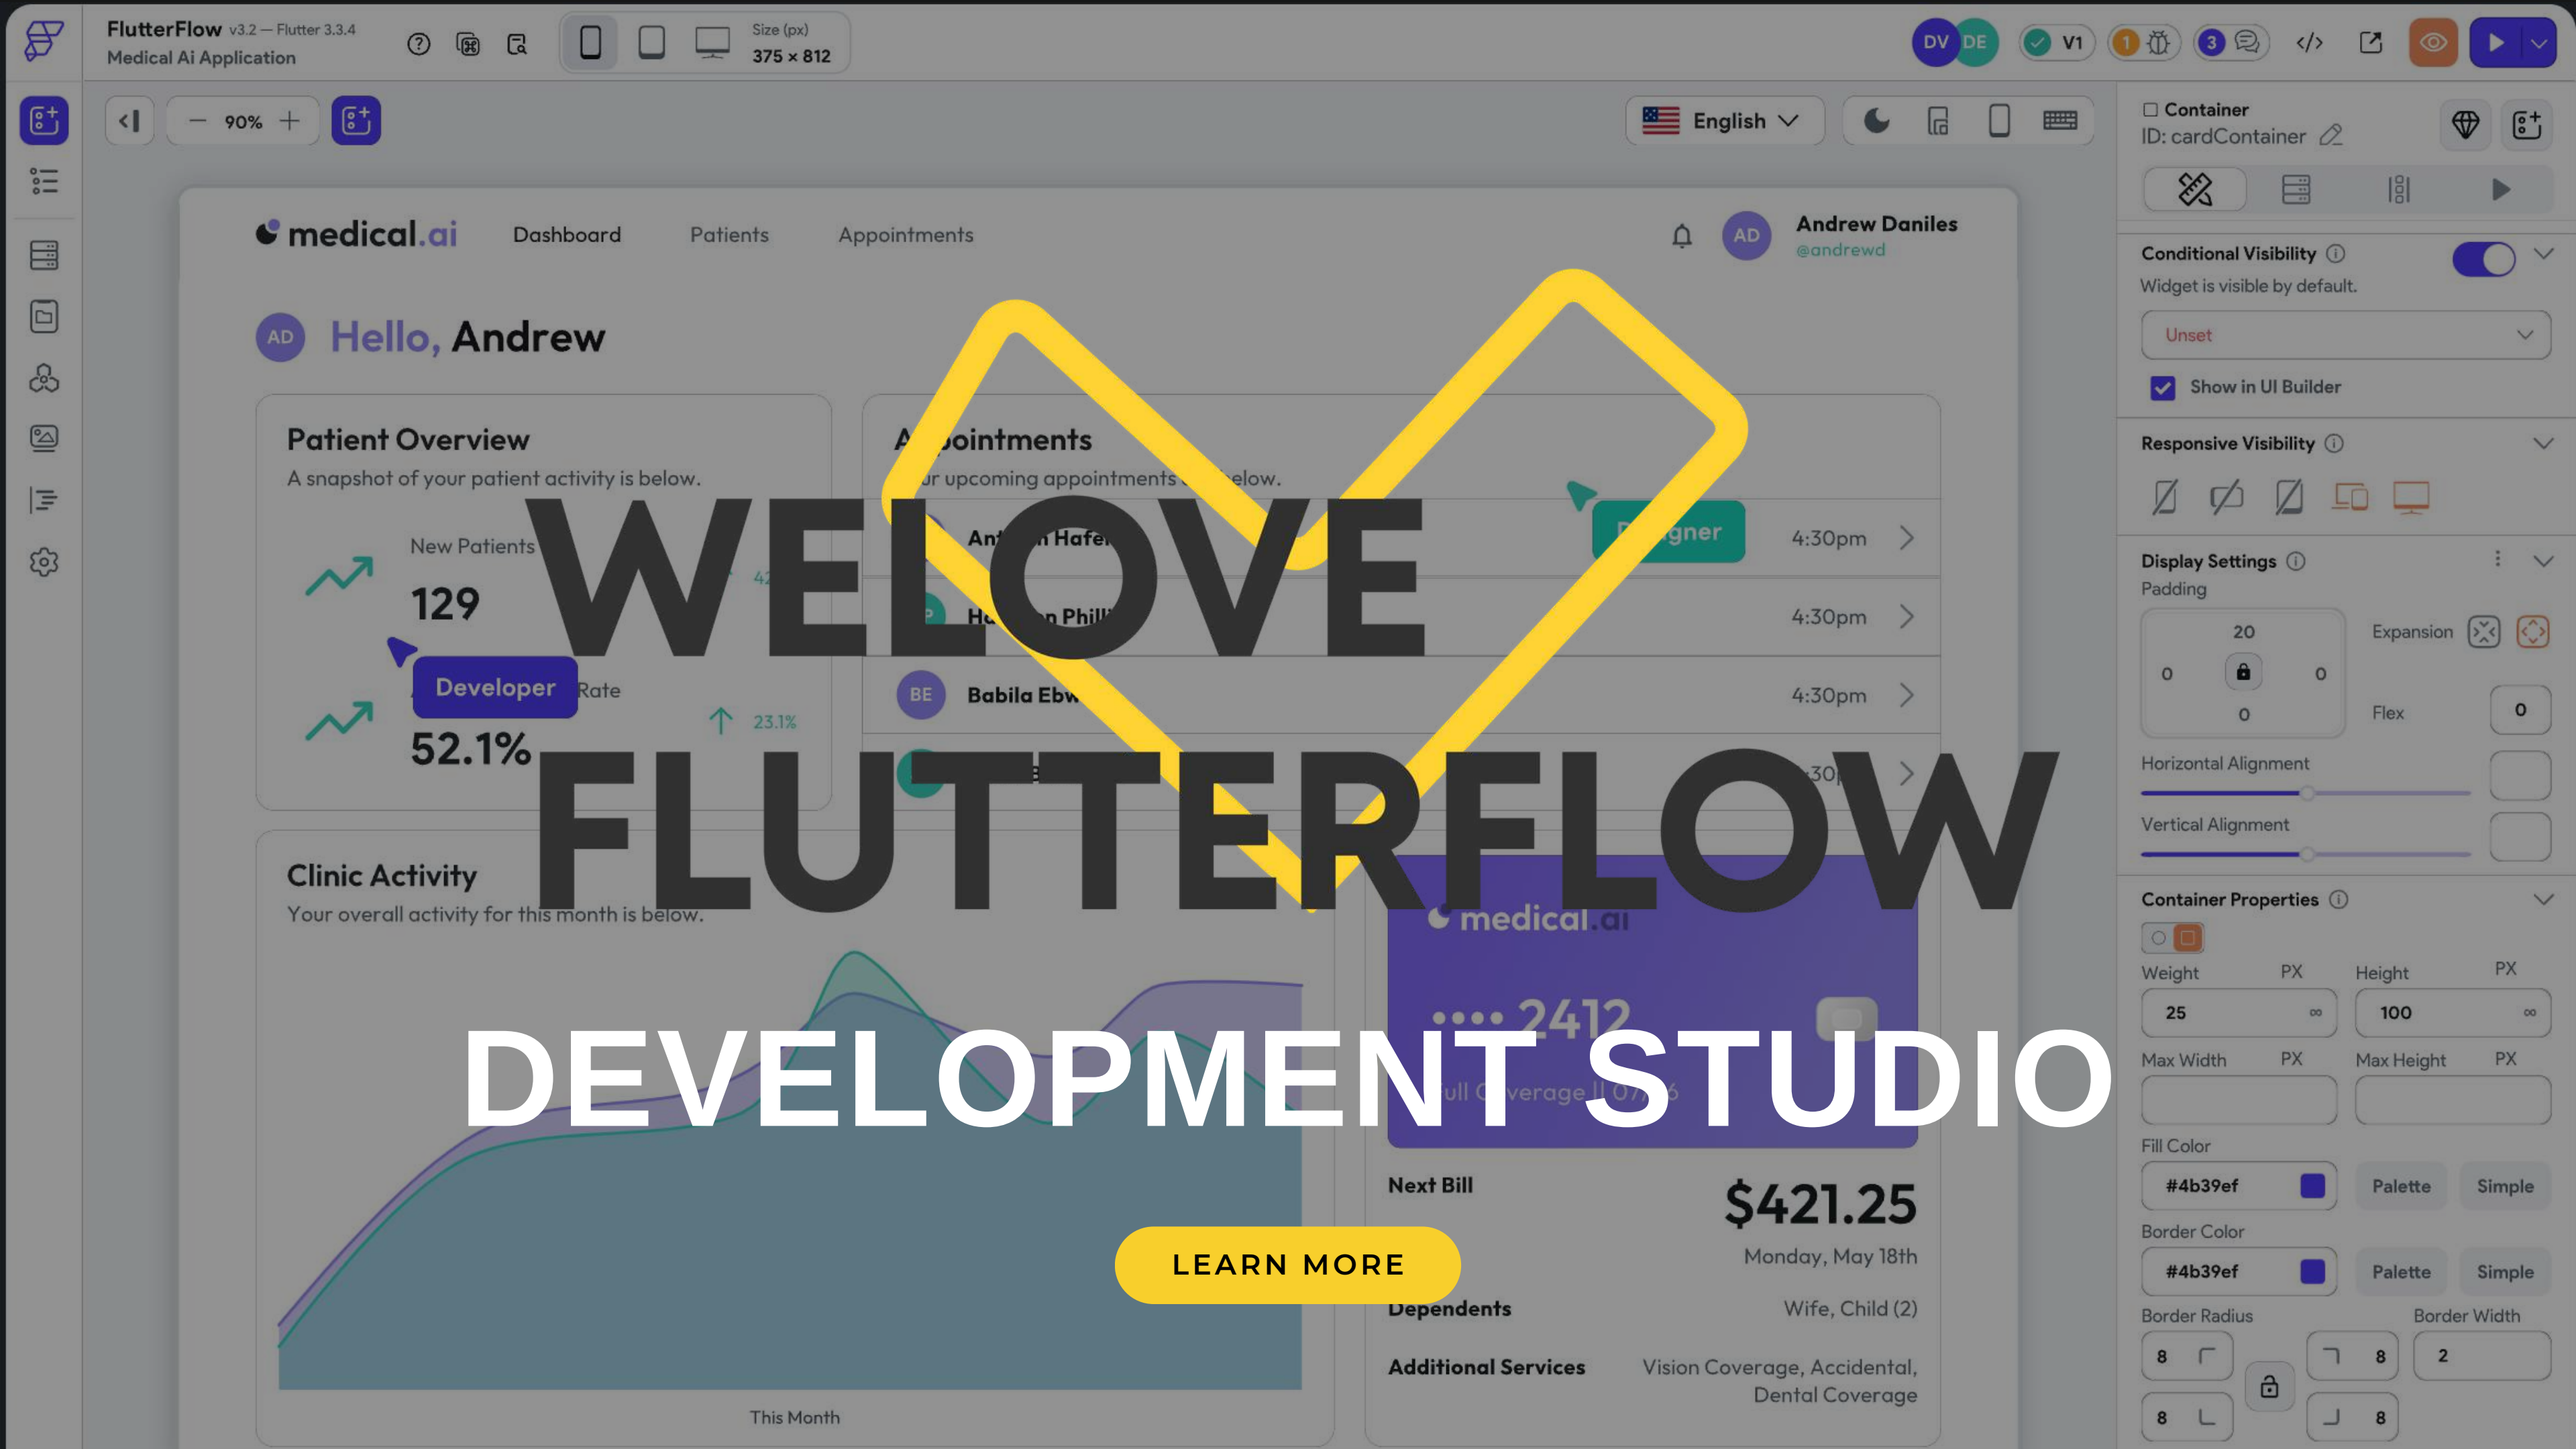 FlutterFlow v3.2 — Flutter 3.3.4
Medical Ai Application
Size (px)
375 × 812
DV DE
V1
1
3
90%
English
Container
ID: cardContainer
medical.ai
Dashboard
Patients
Appointments
AD
Andrew Daniles
@andrewd
AD
Hello, Andrew
Patient Overview
A snapshot of your patient activity is below.
New Patients
129
Developer
Rate
52.1%
23.1%
Appointments
upcoming appointments
4:30pm
4:30pm
BE
Babila
4:30pm
WELOVE
FLUTTERFLOW
DEVELOPMENT STUDIO
LEARN MORE
Clinic Activity
Your overall activity for this month is below.
This Month
medical.ai
•••• 2412
Next Bill
$421.25
Monday, May 18th
Dependents
Wife, Child (2)
Additional Services
Vision Coverage, Accidental,
Dental Coverage
Conditional Visibility
Widget is visible by default.
Unset
Show in UI Builder
Responsive Visibility
Display Settings
Padding
20
Expansion
0
0
0
Flex
0
Horizontal Alignment
Vertical Alignment
Container Properties
Weight PX Height PX
25 ∞ 100 ∞
Max Width PX Max Height PX
Fill Color
#4b39ef Palette Simple
Border Color
#4b39ef Palette Simple
Border Radius Border Width
8 8 2
8 8